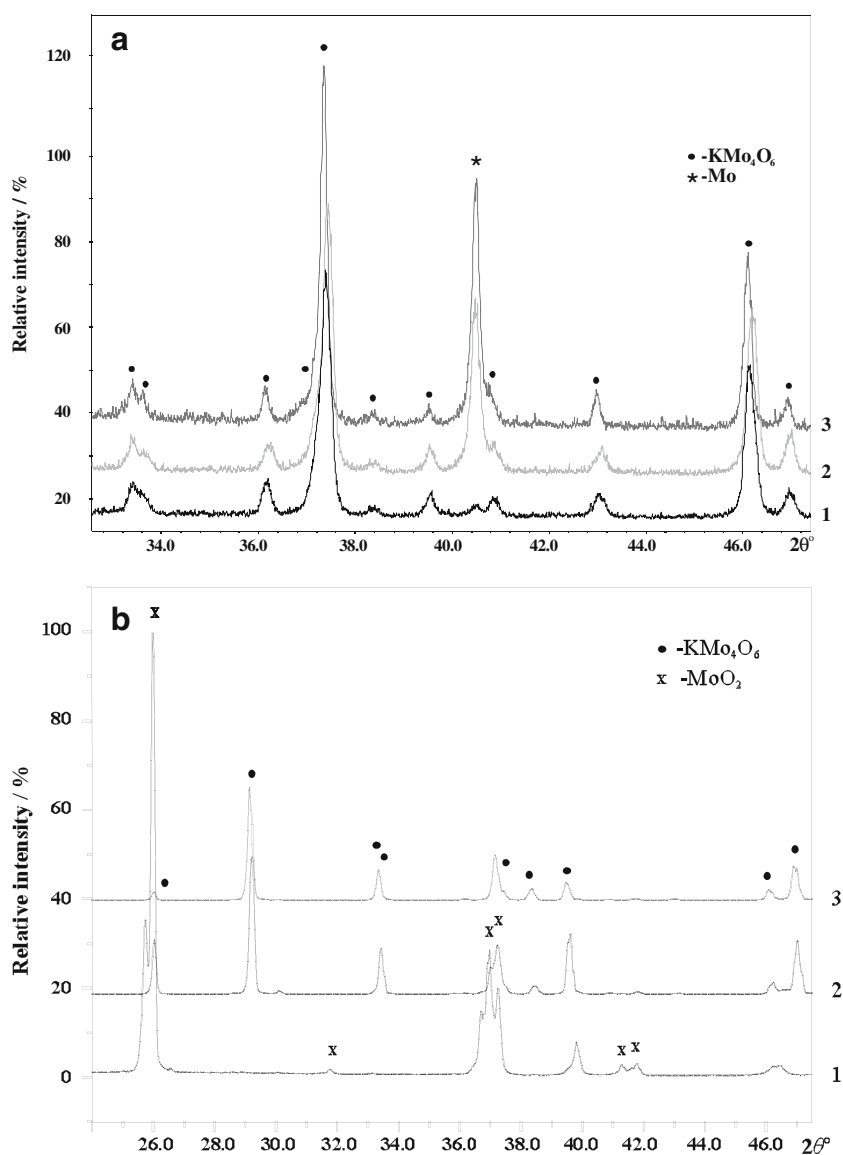 a
120
100
80
60
40
20
Relative intensity / %
• -KMo₄O₆
* -Mo
*
3
2
1
34.0 36.0 38.0 40.0 42.0 44.0 46.0 2θ°
b
x
100
80
60
40
20
0
Relative intensity / %
• -KMo₄O₆
x -MoO₂
3
x x
2
x x x
1
26.0 28.0 30.0 32.0 34.0 36.0 38.0 40.0 42.0 44.0 46.0 2θ°